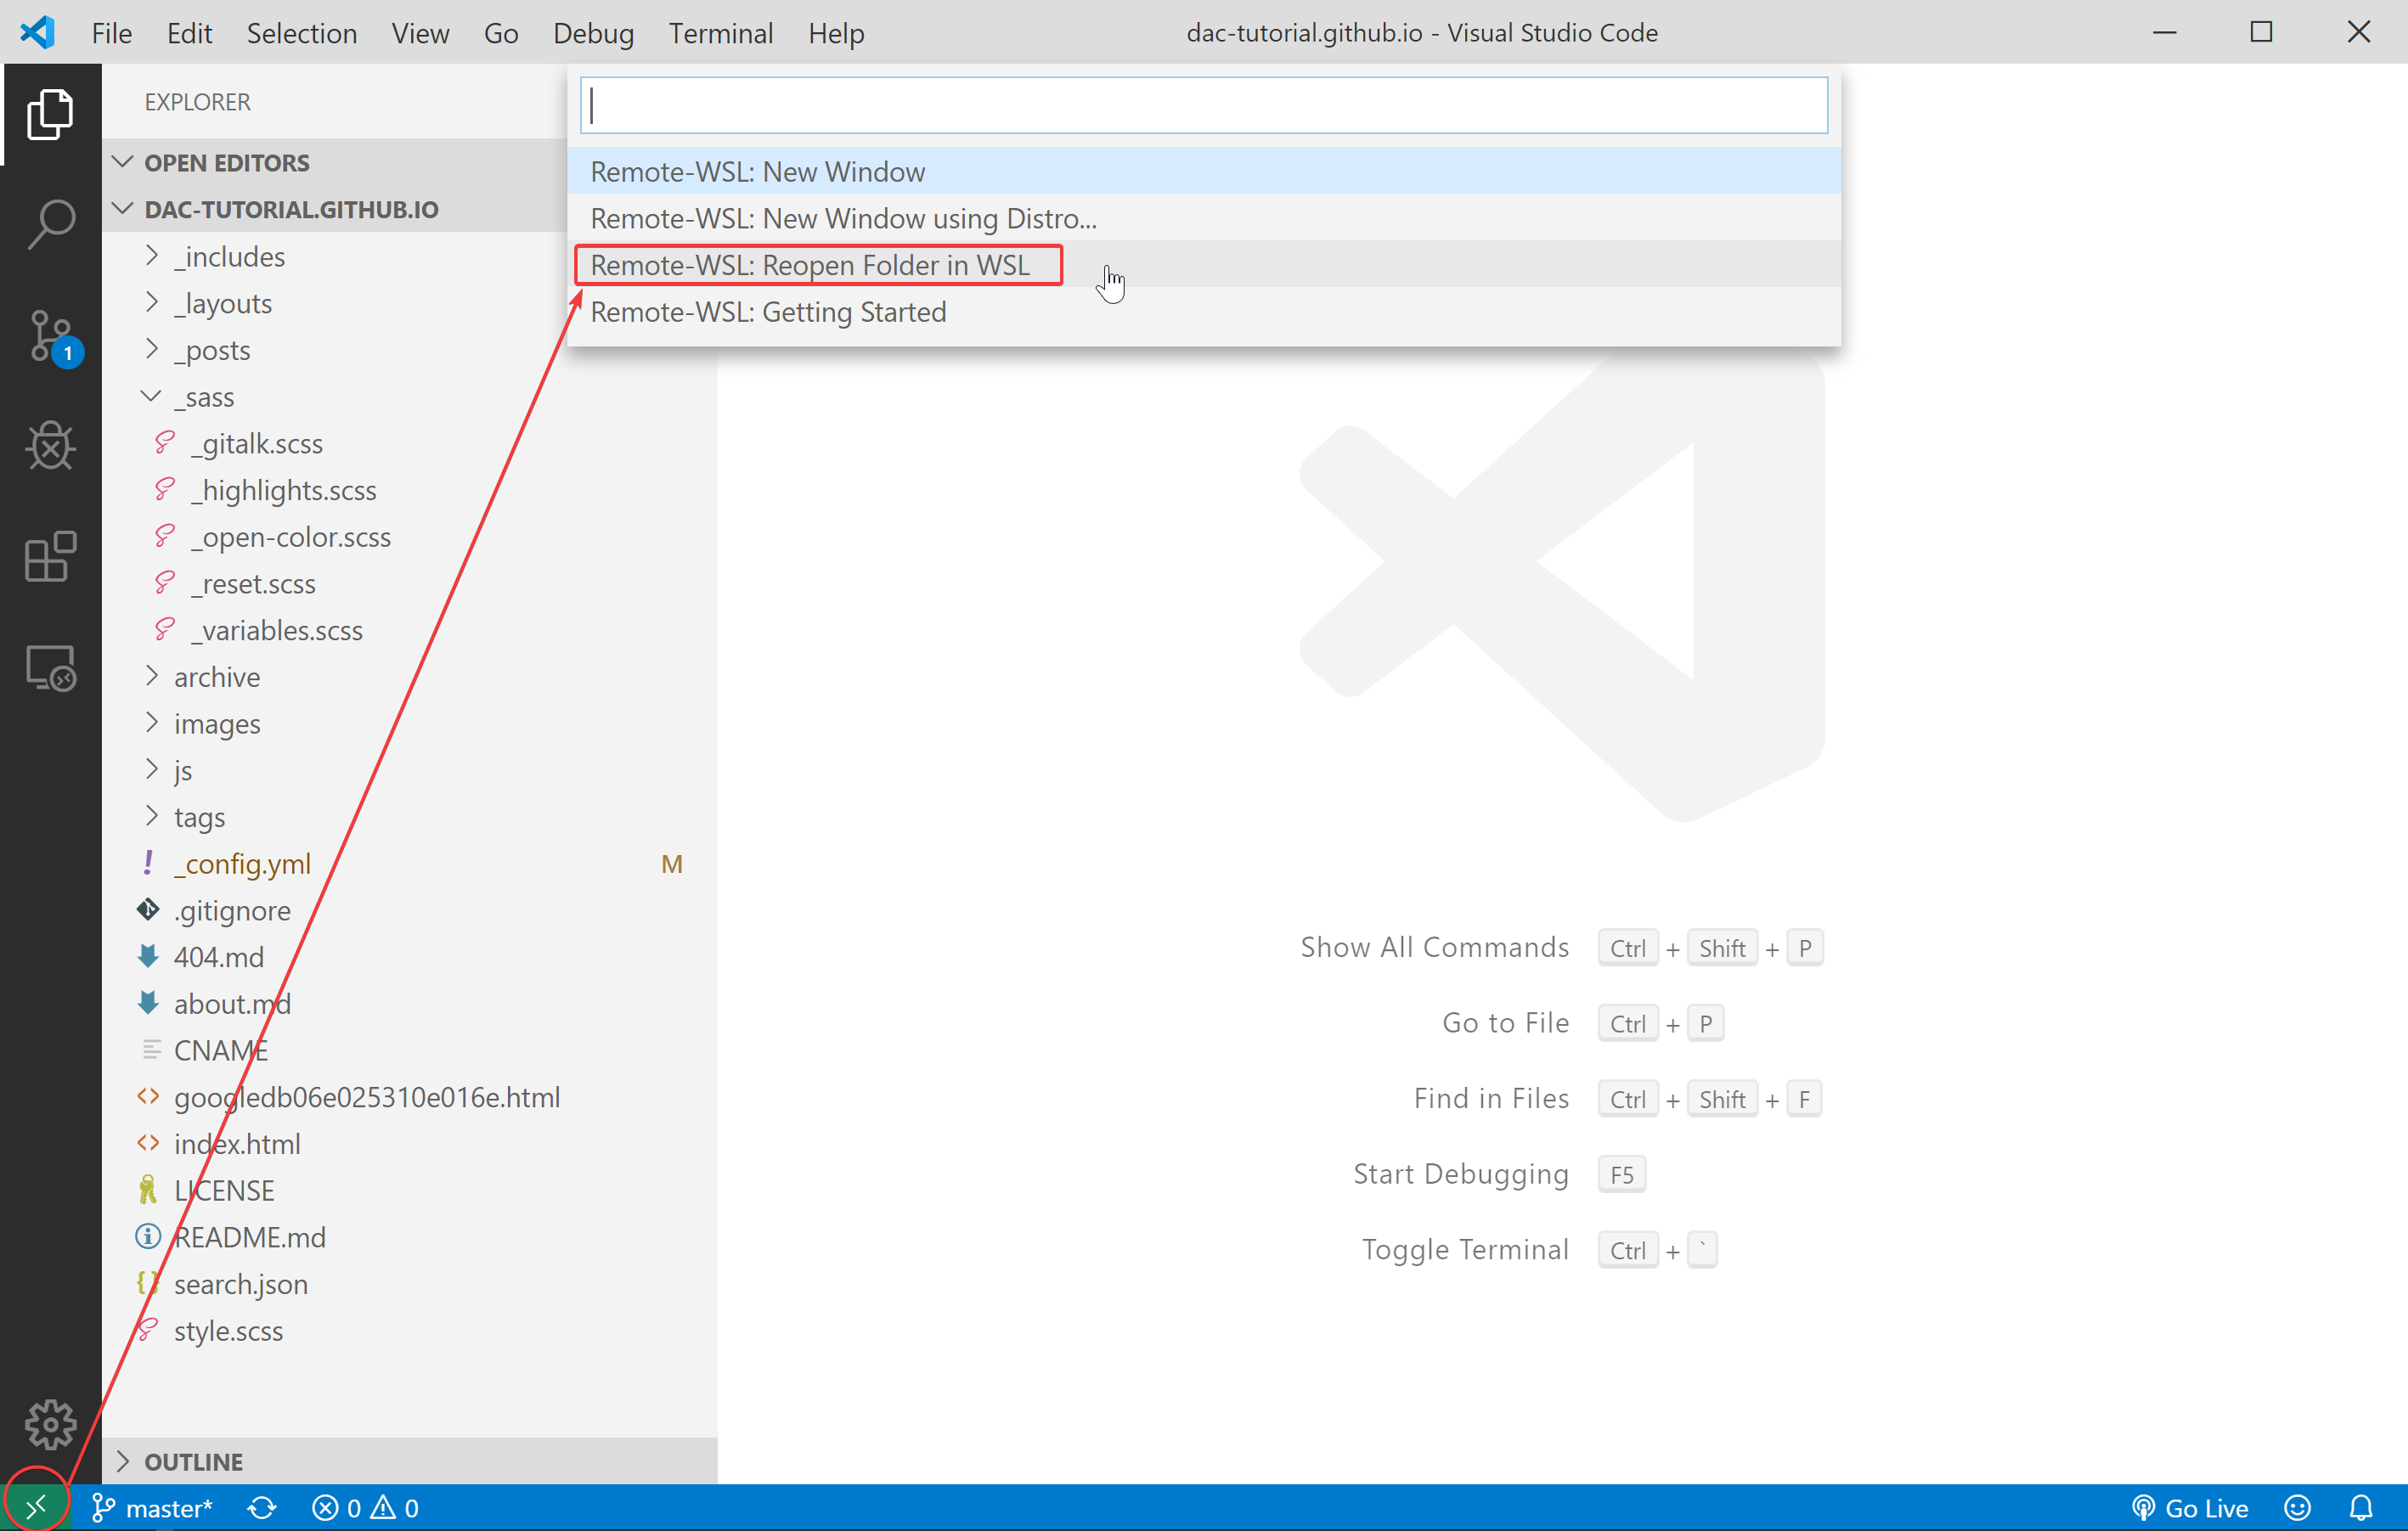 File Edit Selection View Go Debug Terminal Help
dac-tutorial.github.io - Visual Studio Code
EXPLORER
OPEN EDITORS
DAC-TUTORIAL.GITHUB.IO
_includes
_layouts
_posts
_sass
_gitalk.scss
_highlights.scss
_open-color.scss
_reset.scss
_variables.scss
archive
images
js
tags
_config.yml M
.gitignore
404.md
about.md
CNAME
googledb06e025310e016e.html
index.html
LICENSE
README.md
search.json
style.scss
OUTLINE
1
Remote-WSL: New Window
Remote-WSL: New Window using Distro...
Remote-WSL: Reopen Folder in WSL
Remote-WSL: Getting Started
Show All Commands Ctrl + Shift + P
Go to File Ctrl + P
Find in Files Ctrl + Shift + F
Start Debugging F5
Toggle Terminal Ctrl + `
master* 0 0 Go Live